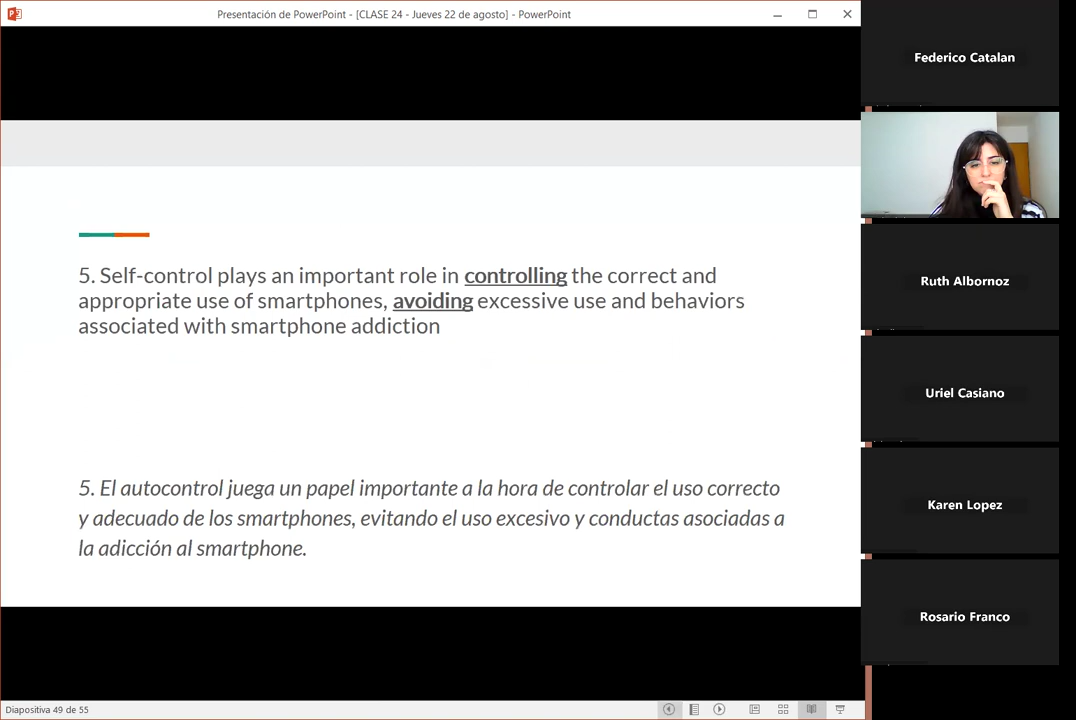 Presentación de PowerPoint - [CLASE 24 - Jueves 22 de agosto] - PowerPoint
Federico Catalan
5. Self-control plays an important role in controlling the correct and
appropriate use of smartphones, avoiding excessive use and behaviors
associated with smartphone addiction
5. El autocontrol juega un papel importante a la hora de controlar el uso correcto
y adecuado de los smartphones, evitando el uso excesivo y conductas asociadas a
la adicción al smartphone.
Ruth Albornoz
Uriel Casiano
Karen Lopez
Rosario Franco
Diapositiva 49 de 55